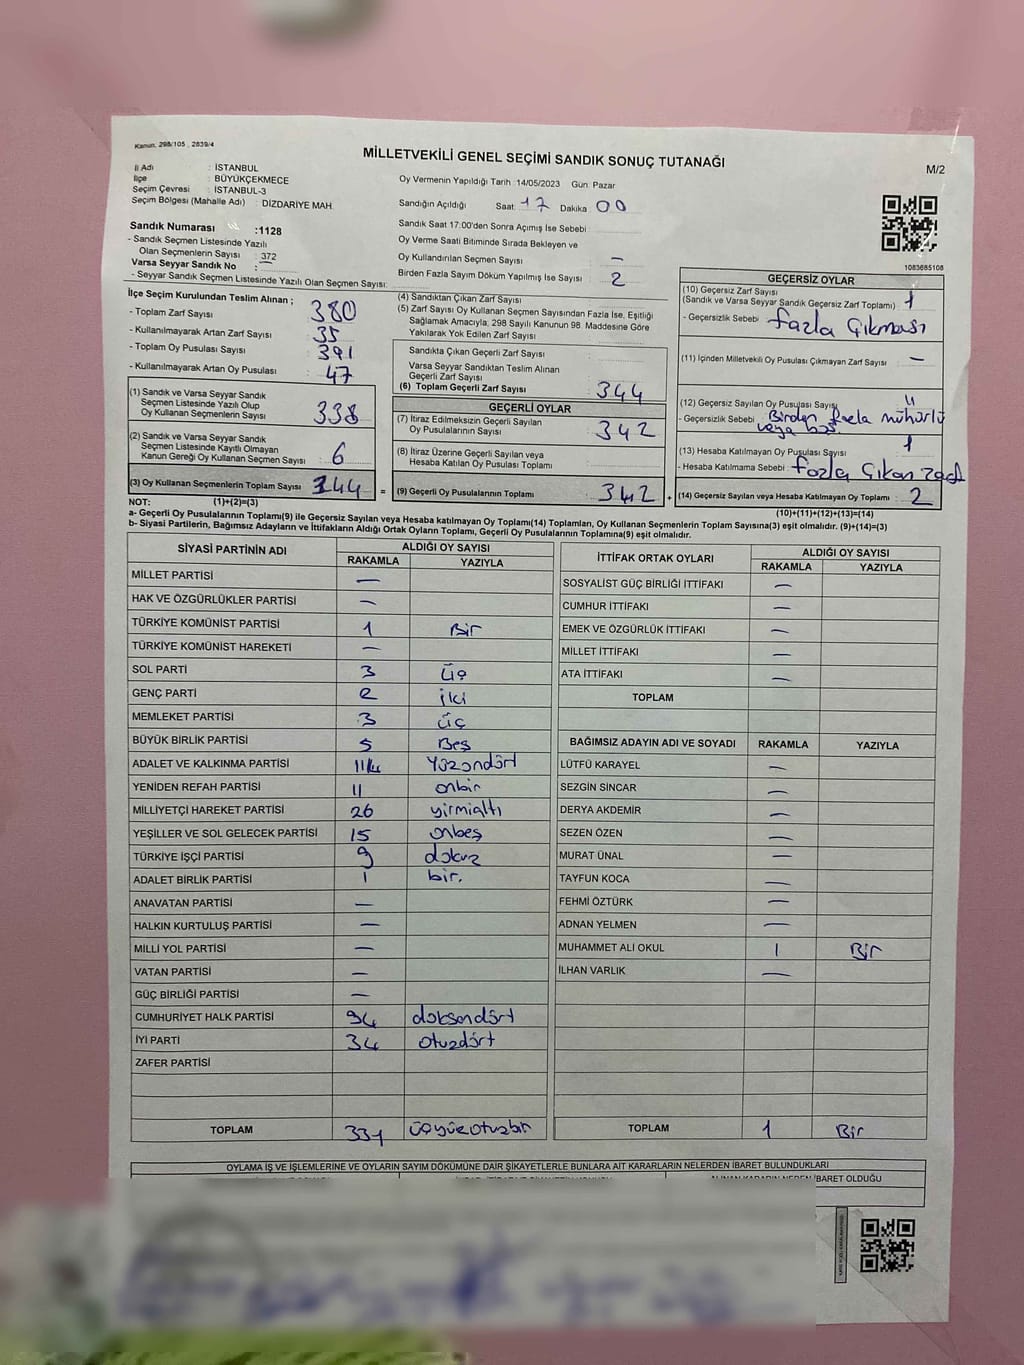 Kanun, 298/105 , 2839/4
MİLLETVEKİLİ GENEL SEÇİMİ SANDIK SONUÇ TUTANAĞI
M/2
İl Adı : İSTANBUL
İlçe : BÜYÜKÇEKMECE
Seçim Çevresi : İSTANBUL-3
Seçim Bölgesi (Mahalle Adı) : DİZDARİYE MAH.
Oy Vermenin Yapıldığı Tarih :14/05/2023 Gün: Pazar
Sandığın Açıldığı Saat: 17 Dakika 00
Sandık Saat 17:00'den Sonra Açımış İse Sebebi :
Oy Verme Saati Bitiminde Sırada Bekleyen ve
Oy Kullandırılan Seçmen Sayısı —
Birden Fazla Sayım Döküm Yapılmış İse Sayısı 2
Sandık Numarası :1128
- Sandık Seçmen Listesinde Yazılı
Olan Seçmenlerin Sayısı : 372
Varsa Seyyar Sandık No :
- Seyyar Sandık Seçmen Listesinde Yazılı Olan Seçmen Sayısı:
1083685108
İlçe Seçim Kurulundan Teslim Alınan ;
- Toplam Zarf Sayısı 380
- Kullanılmayarak Artan Zarf Sayısı 35
- Toplam Oy Pusulası Sayısı 391
- Kullanılmayarak Artan Oy Pusulası 47
(1) Sandık ve Varsa Seyyar Sandık
Seçmen Listesinde Yazılı Olup
Oy Kullanan Seçmenlerin Sayısı 338
(2) Sandık ve Varsa Seyyar Sandık
Seçmen Listesinde Kayıtlı Olmayan
Kanun Gereği Oy Kullanan Seçmen Sayısı 6
(3) Oy Kullanan Seçmenlerin Toplam Sayısı 344
(4) Sandıktan Çıkan Zarf Sayısı
(5) Zarf Sayısı Oy Kullanan Seçmen Sayısından Fazla İse, Eşitliği
Sağlamak Amacıyla, 298 Sayılı Kanunun 98. Maddesine Göre
Yakılarak Yok Edilen Zarf Sayısı
Sandıkta Çıkan Geçerli Zarf Sayısı
Varsa Seyyar Sandıktan Teslim Alınan
Geçerli Zarf Sayısı
(6) Toplam Geçerli Zarf Sayısı 344
GEÇERLİ OYLAR
(7) İtiraz Edilmeksizin Geçerli Sayılan
Oy Pusulalarının Sayısı 342
(8) İtiraz Üzerine Geçerli Sayılan veya
Hesaba Katılan Oy Pusulası Toplamı
= (9) Geçerli Oy Pusulalarının Toplamı 342 +
GEÇERSİZ OYLAR
(10) Geçersiz Zarf Sayısı
(Sandık ve Varsa Seyyar Sandık Geçersiz Zarf Toplamı) : 1
- Geçersizlik Sebebi : fazla Çıkması
(11) İçinden Milletvekili Oy Pusulası Çıkmayan Zarf Sayısı : —
(12) Geçersiz Sayılan Oy Pusulası Sayısı
- Geçersizlik Sebebi : Birden fazla mühürlü
veya boş
(13) Hesaba Katılmayan Oy Pusulası Sayısı : 1
- Hesaba Katılmama Sebebi : fazla Çıkan zarf
(14) Geçersiz Sayılan veya Hesaba Katılmayan Oy Toplamı : 2
NOT: (1)+(2)=(3)
(10)+(11)+(12)+(13)=(14)
a- Geçerli Oy Pusulalarının Toplamı(9) ile Geçersiz Sayılan veya Hesaba katılmayan Oy Toplamı(14) Toplamları, Oy Kullanan Seçmenlerin Toplam Sayısına(3) eşit olmalıdır. (9)+(14)=(3)
b- Siyasi Partilerin, Bağımsız Adayların ve İttifakların Aldığı Oyların Toplamı, Geçerli Oy Pusulalarının Toplamına(9) eşit olmalıdır.
SİYASİ PARTİNİN ADI ALDIĞI OY SAYISI
RAKAMLA YAZIYLA
MİLLET PARTİSİ —
HAK VE ÖZGÜRLÜKLER PARTİSİ —
TÜRKİYE KOMÜNİST PARTİSİ 1 Bir
TÜRKİYE KOMÜNİST HAREKETİ —
SOL PARTİ 3 üç
GENÇ PARTİ 2 iki
MEMLEKET PARTİSİ 3 üç
BÜYÜK BİRLİK PARTİSİ 5 Beş
ADALET VE KALKINMA PARTİSİ 114 Yüzondört
YENİDEN REFAH PARTİSİ 11 onbir
MİLLİYETÇİ HAREKET PARTİSİ 26 yirmialtı
YEŞİLLER VE SOL GELECEK PARTİSİ 15 onbeş
TÜRKİYE İŞÇİ PARTİSİ 9 dokuz
ADALET BİRLİK PARTİSİ 1 bir.
ANAVATAN PARTİSİ —
HALKIN KURTULUŞ PARTİSİ —
MİLLİ YOL PARTİSİ —
VATAN PARTİSİ —
GÜÇ BİRLİĞİ PARTİSİ —
CUMHURİYET HALK PARTİSİ 94 doksandört
İYİ PARTİ 34 otuzdört
ZAFER PARTİSİ
TOPLAM 331 üçyüzotuzbir
İTTİFAK ORTAK OYLARI ALDIĞI OY SAYISI
RAKAMLA YAZIYLA
SOSYALİST GÜÇ BİRLİĞİ İTTİFAKI —
CUMHUR İTTİFAKI —
EMEK VE ÖZGÜRLÜK İTTİFAKI —
MİLLET İTTİFAKI —
ATA İTTİFAKI —
TOPLAM
BAĞIMSIZ ADAYIN ADI VE SOYADI RAKAMLA YAZIYLA
LÜTFÜ KARAYEL —
SEZGİN SİNCAR —
DERYA AKDEMİR —
SEZEN ÖZEN —
MURAT ÜNAL —
TAYFUN KOCA —
FEHMİ ÖZTÜRK —
ADNAN YELMEN —
MUHAMMET ALİ OKUL 1 Bir
İLHAN VARLIK —
TOPLAM 1 Bir
OYLAMA İŞ VE İŞLEMLERİNE VE OYLARIN SAYIM DÖKÜMÜNE DAİR ŞİKAYETLERLE BUNLARA AİT KARARLARIN NELERDEN İBARET BULUNDUKLARI
İBARET OLDUĞU